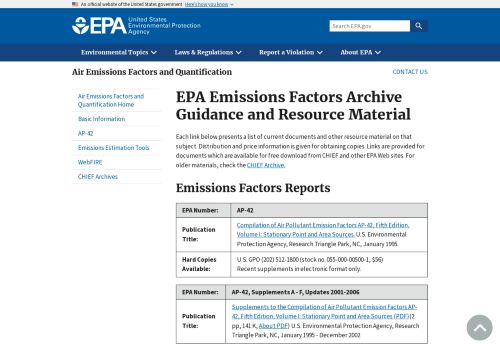 An official website of the United States government Here's how you know
EPA United States
Environmental Protection
Agency
Search EPA.gov
Environmental Topics Laws & Regulations Report a Violation About EPA
Air Emissions Factors and Quantification
CONTACT US
Air Emissions Factors and
Quantification Home
Basic Information
AP-42
Emissions Estimation Tools
WebFIRE
CHIEF Archives
EPA Emissions Factors Archive
Guidance and Resource Material
Each link below presents a list of current documents and other resource material on that
subject. Distribution and price information is given for obtaining copies. Links are provided for
documents which are available for free download from CHIEF and other EPA Web sites. For
older materials, check the CHIEF Archive.
Emissions Factors Reports
EPA Number: AP-42
Publication
Title:
Compilation of Air Pollutant Emission Factors AP-42, Fifth Edition,
Volume I: Stationary Point and Area Sources. U.S. Environmental
Protection Agency, Research Triangle Park, NC, January 1995.
Hard Copies
Available:
U.S. GPO (202) 512-1800 (stock no. 055-000-00500-1, $56)
Recent supplements in electronic format only.
EPA Number: AP-42, Supplements A - F, Updates 2001-2006
Publication
Title:
Supplements to the Compilation of Air Pollutant Emission Factors AP-
42, Fifth Edition, Volume I: Stationary Point and Area Sources (PDF)(2
pp, 141 K, About PDF) U.S. Environmental Protection Agency, Research
Triangle Park, NC, January 1995 - December 2002